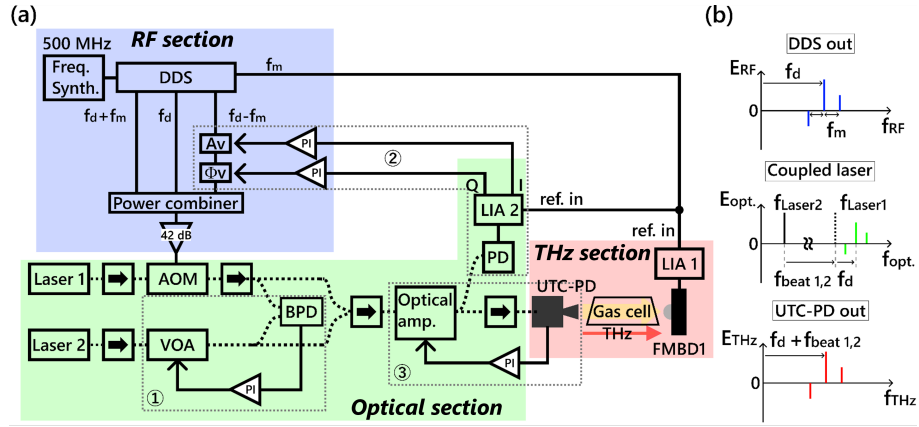 (a)
RF section
500 MHz
Freq.
Synth.
DDS
fm
fd+fm
fd
fd-fm
Av
PI
②
Φv
PI
Power combiner
42 dB
Q
I
LIA 2
ref. in
ref. in
PD
THz section
LIA 1
Laser 1
AOM
BPD
Optical
amp.
UTC-PD
Gas cell
THz
FMBD1
Laser 2
VOA
PI
①
PI
③
Optical section
(b)
DDS out
ERF
fd
0
fm
fRF
Coupled laser
Eopt.
fLaser2
fLaser1
0
fopt.
fbeat 1,2
fd
UTC-PD out
ETHz
fd + fbeat 1,2
0
fTHz